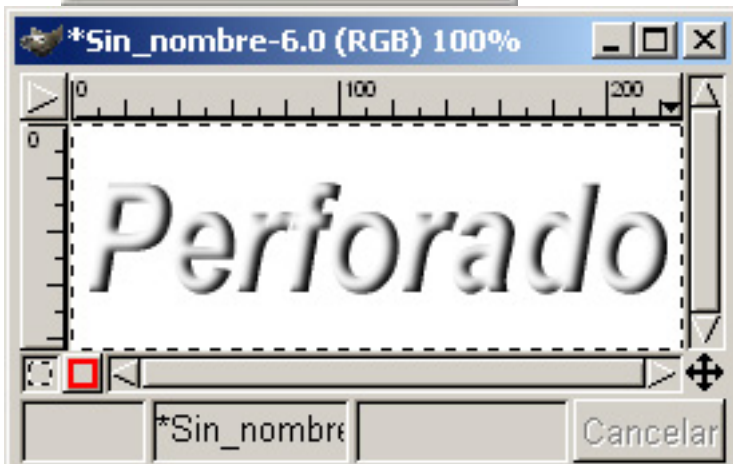 *Sin_nombre-6.0 (RGB) 100%
0 100 200
0
Perforado
*Sin_nombre Cancelar